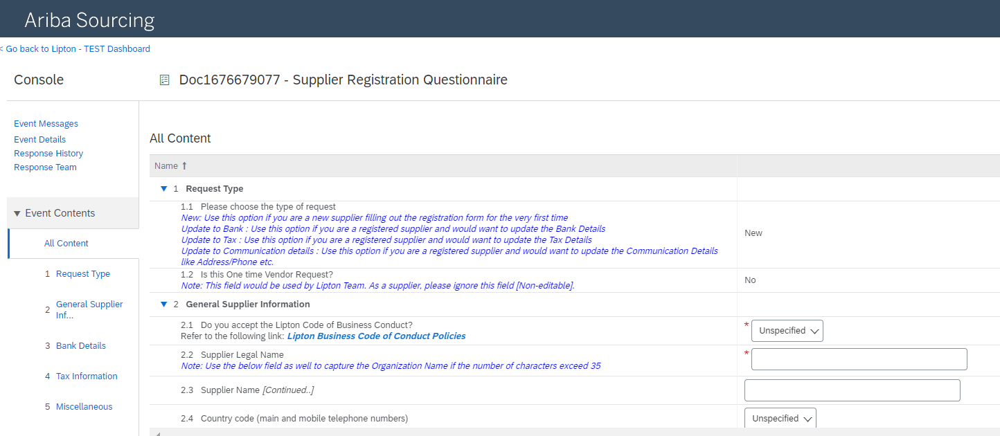 Ariba Sourcing
< Go back to Lipton - TEST Dashboard
Console
Doc1676679077 - Supplier Registration Questionnaire
Event Messages
Event Details
Response History
Response Team
▼ Event Contents
All Content
1 Request Type
2 General Supplier
Inf...
3 Bank Details
4 Tax Information
5 Miscellaneous
All Content
Name ↑
▼ 1 Request Type
1.1 Please choose the type of request
New: Use this option if you are a new supplier filling out the registration form for the very first time
Update to Bank : Use this option if you are a registered supplier and would want to update the Bank Details
Update to Tax : Use this option if you are a registered supplier and would want to update the Tax Details
Update to Communication details : Use this option if you are a registered supplier and would want to update the Communication Details
like Address/Phone etc.
New
1.2 Is this One time Vendor Request?
Note: This field would be used by Lipton Team. As a supplier, please ignore this field [Non-editable].
No
▼ 2 General Supplier Information
2.1 Do you accept the Lipton Code of Business Conduct?
Refer to the following link: Lipton Business Code of Conduct Policies
* Unspecified
2.2 Supplier Legal Name
Note: Use the below field as well to capture the Organization Name if the number of characters exceed 35
*
2.3 Supplier Name [Continued..]
2.4 Country code (main and mobile telephone numbers)
Unspecified